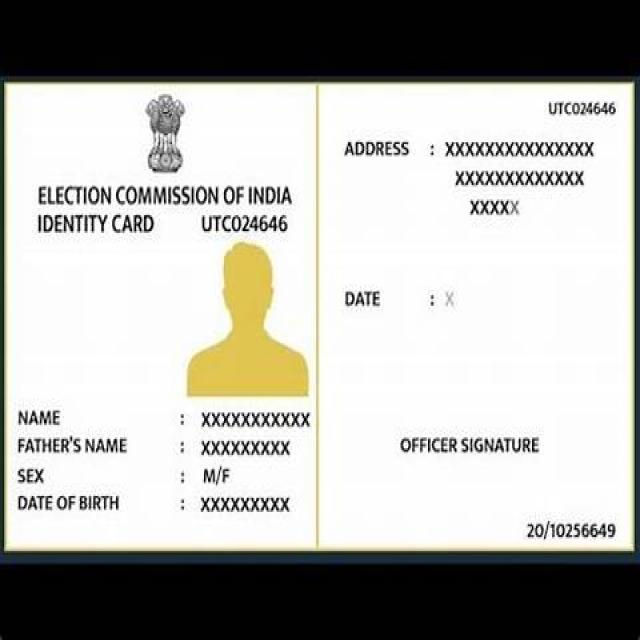 ELECTION COMMISSION OF INDIA
IDENTITY CARD UTC024646
NAME : XXXXXXXXXXX
FATHER'S NAME : XXXXXXXXX
SEX : M/F
DATE OF BIRTH : XXXXXXXXX
UTC024646
ADDRESS : XXXXXXXXXXXXXXX
XXXXXXXXXXXXX
XXXXX
DATE : X
OFFICER SIGNATURE
20/10256649